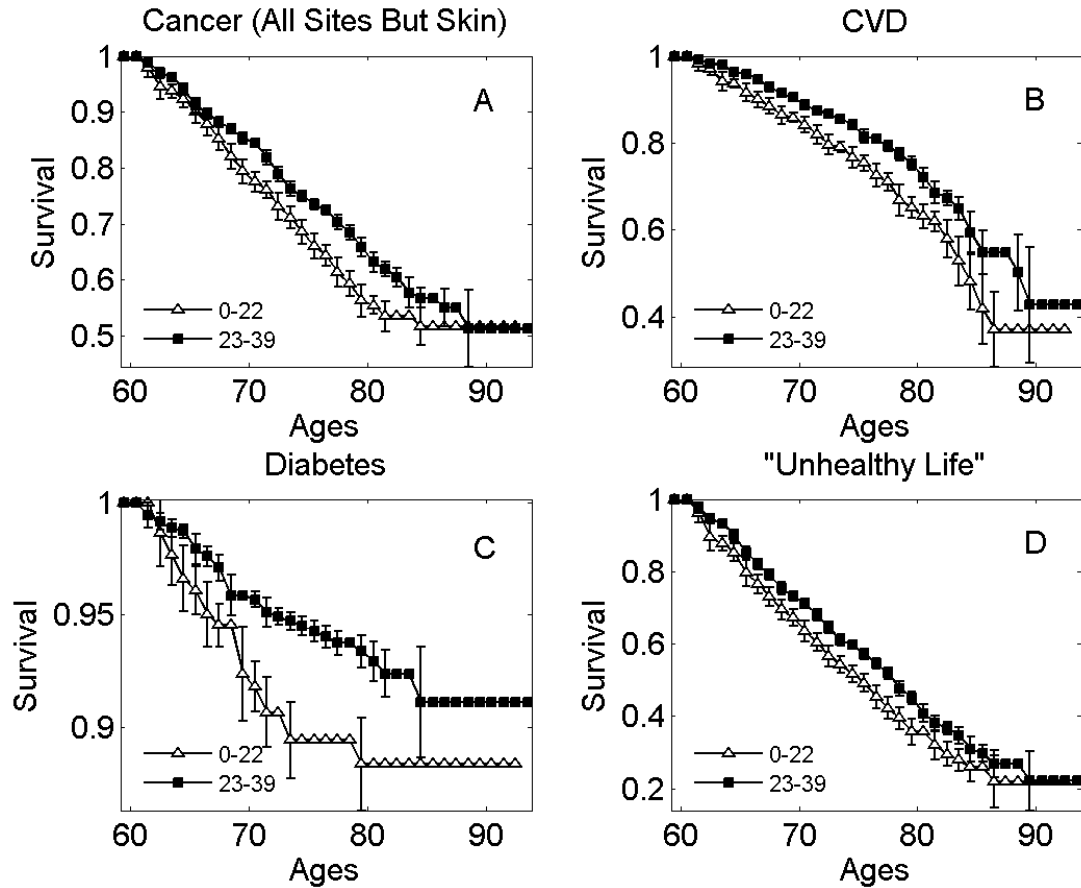 Cancer (All Sites But Skin)
A
1
0.9
0.8
0.7
0.6
0.5
Survival
0-22
23-39
60 70 80 90
Ages
CVD
B
1
0.8
0.6
0.4
Survival
0-22
23-39
60 70 80 90
Ages
Diabetes
C
1
0.95
0.9
Survival
0-22
23-39
60 70 80 90
Ages
"Unhealthy Life"
D
1
0.8
0.6
0.4
0.2
Survival
0-22
23-39
60 70 80 90
Ages